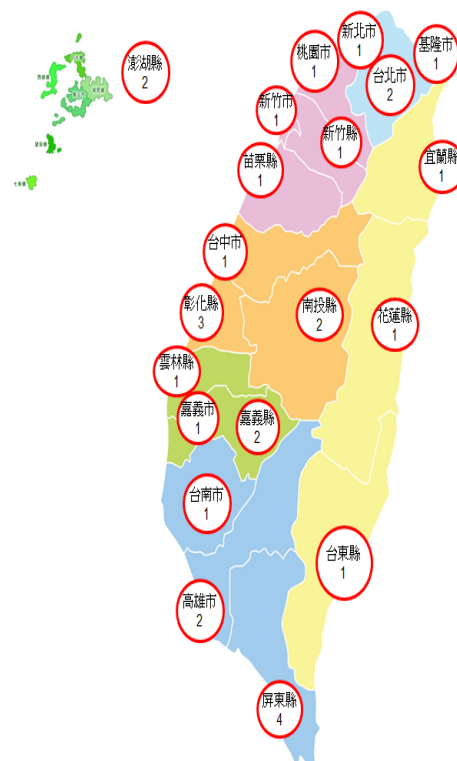 新北市
1
基隆市
1
桃園市
1
台北市
2
澎湖縣
2
新竹市
1
新竹縣
1
苗栗縣
1
宜蘭縣
1
台中市
1
彰化縣
3
南投縣
2
花蓮縣
1
雲林縣
1
嘉義市
1
嘉義縣
2
台南市
1
台東縣
1
高雄市
2
屏東縣
4